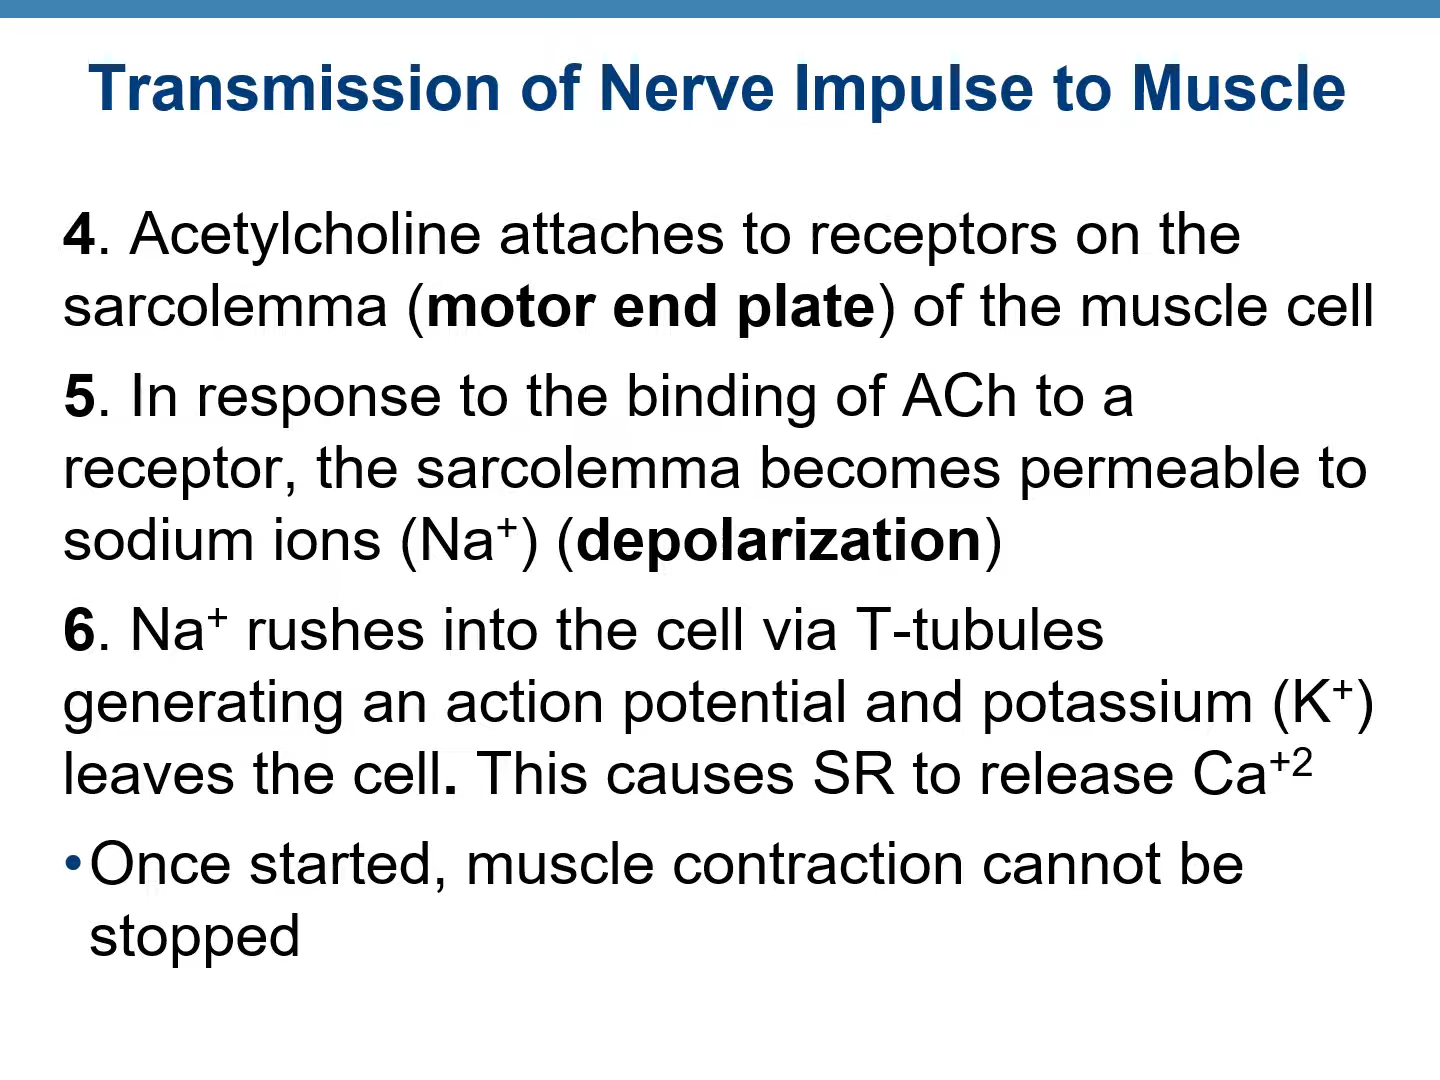 Transmission of Nerve Impulse to Muscle
4. Acetylcholine attaches to receptors on the
sarcolemma (motor end plate) of the muscle cell
5. In response to the binding of ACh to a
receptor, the sarcolemma becomes permeable to
sodium ions (Na⁺) (depolarization)
6. Na⁺ rushes into the cell via T-tubules
generating an action potential and potassium (K⁺)
leaves the cell. This causes SR to release Ca⁺²
•Once started, muscle contraction cannot be
stopped